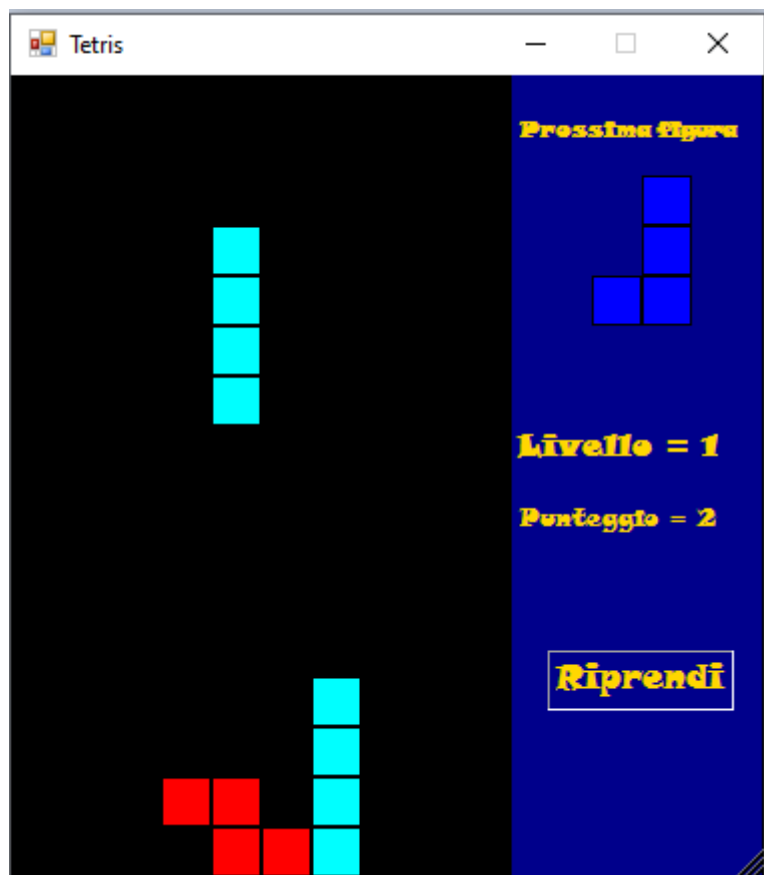 Tetris
Prossima figura
Livello = 1
Punteggio = 2
Riprendi